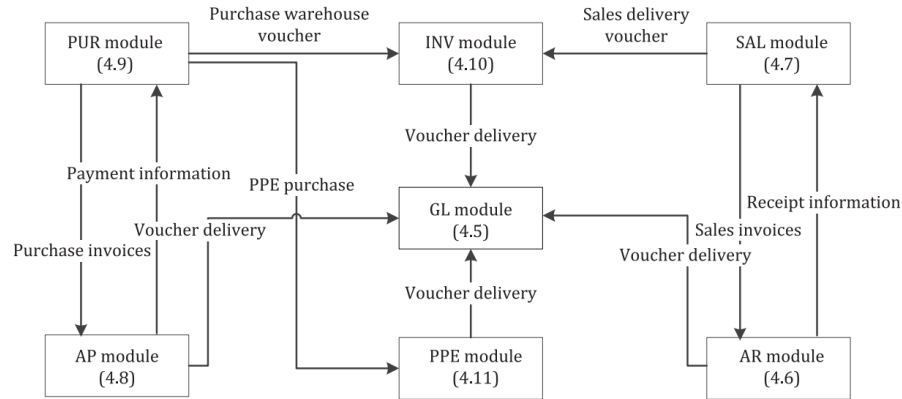 Purchase warehouse
voucher
Sales delivery
voucher
PUR module
(4.9)
INV module
(4.10)
SAL module
(4.7)
Voucher delivery
Payment information
PPE purchase
GL module
(4.5)
Receipt information
Voucher delivery
Sales invoices
Purchase invoices
Voucher delivery
Voucher delivery
AP module
(4.8)
PPE module
(4.11)
AR module
(4.6)